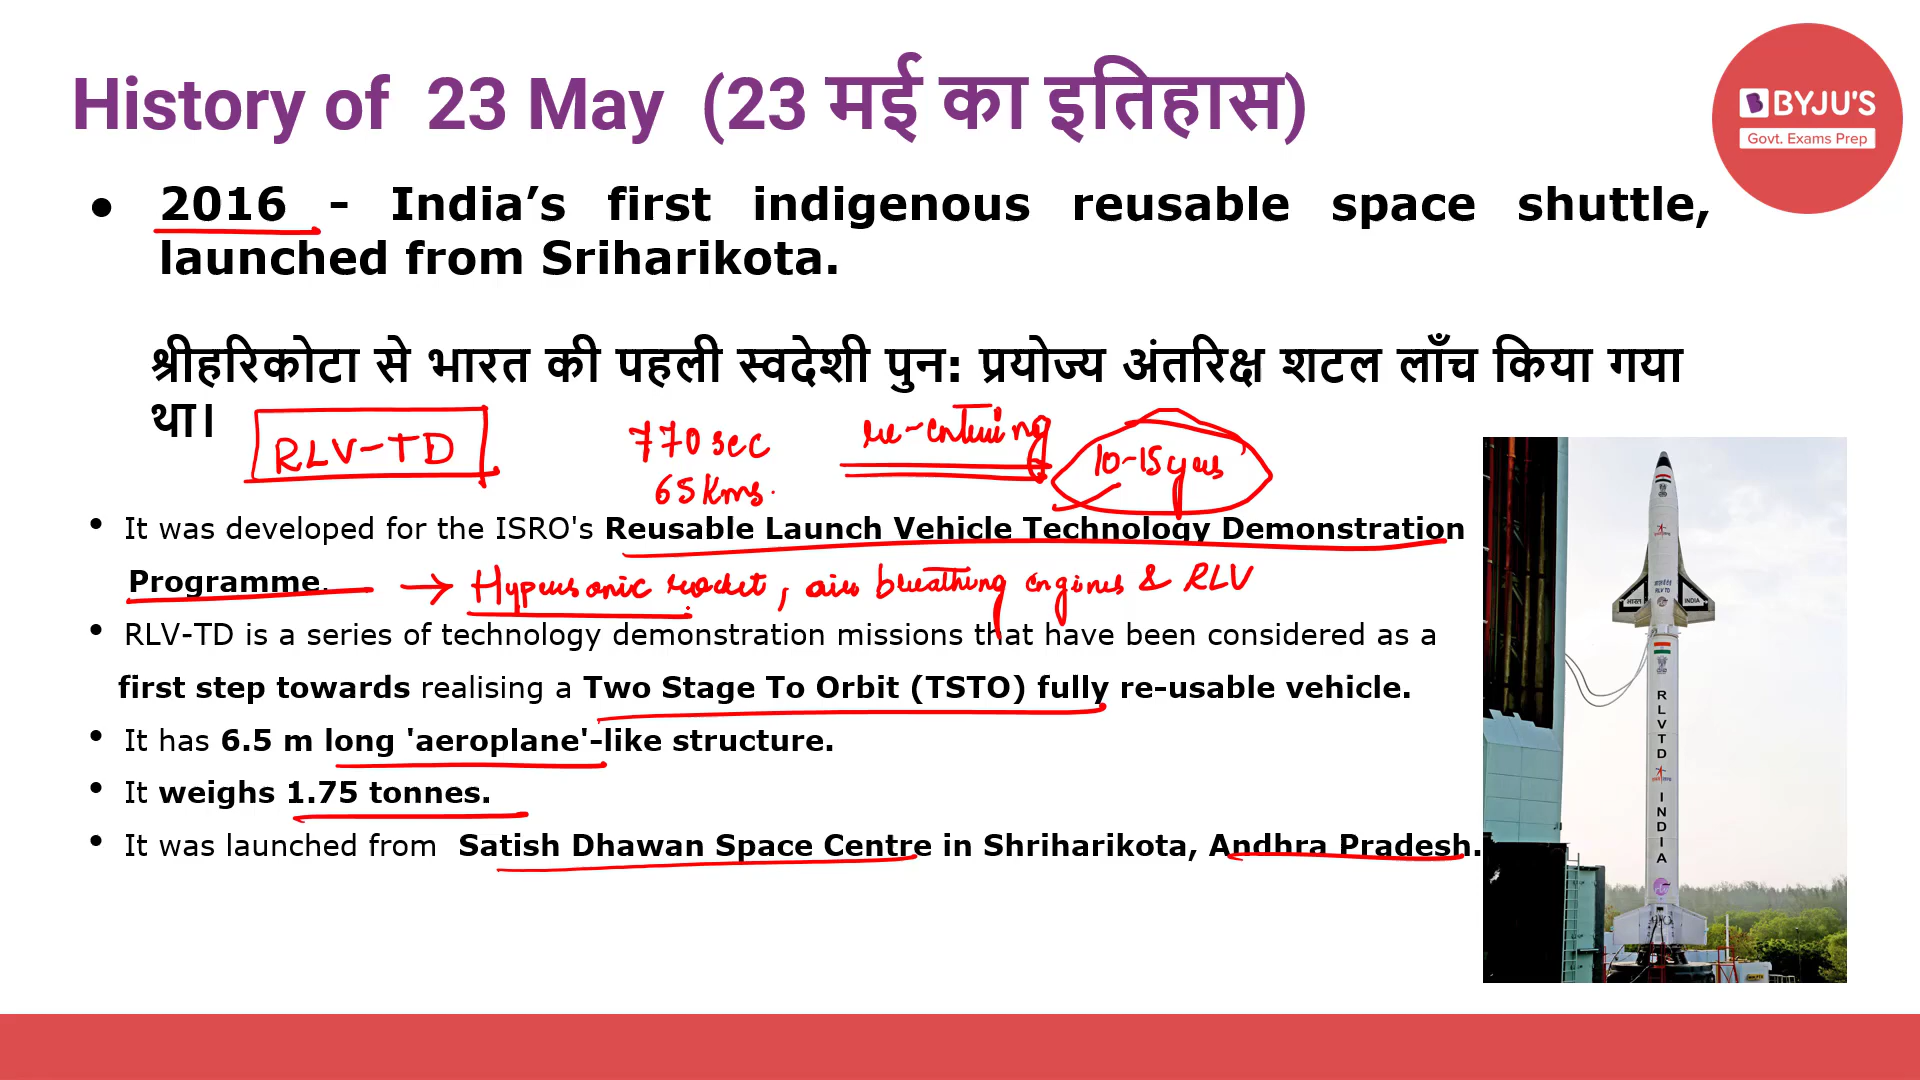 History of 23 May (23 मई का इतिहास)
BYJU'S
Govt. Exams Prep
● 2016 - India’s first indigenous reusable space shuttle,
launched from Sriharikota.
श्रीहरिकोटा से भारत की पहली स्वदेशी पुन: प्रयोज्य अंतरिक्ष शटल लाँच किया गया
था।
RLV-TD
770 sec
65 Kms.
re-entering
10-15 years
• It was developed for the ISRO's Reusable Launch Vehicle Technology Demonstration
Programme.
→ Hypersonic rocket, air breathing engines & RLV
• RLV-TD is a series of technology demonstration missions that have been considered as a
first step towards realising a Two Stage To Orbit (TSTO) fully re-usable vehicle.
• It has 6.5 m long 'aeroplane'-like structure.
• It weighs 1.75 tonnes.
• It was launched from Satish Dhawan Space Centre in Shriharikota, Andhra Pradesh.
RLV TD
भारत
INDIA
RLVTD
INDIA